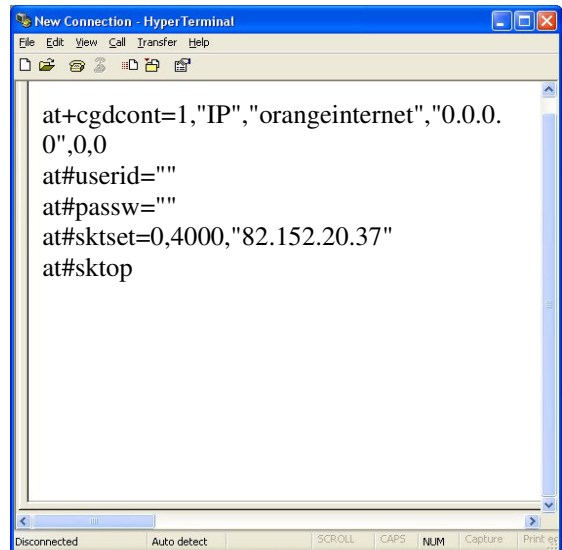 New Connection - HyperTerminal
File Edit View Call Transfer Help
at+cgdcont=1,"IP","orangeinternet","0.0.0.
0",0,0
at#userid=""
at#passw=""
at#sktset=0,4000,"82.152.20.37"
at#sktop
Disconnected Auto detect SCROLL CAPS NUM Capture Print